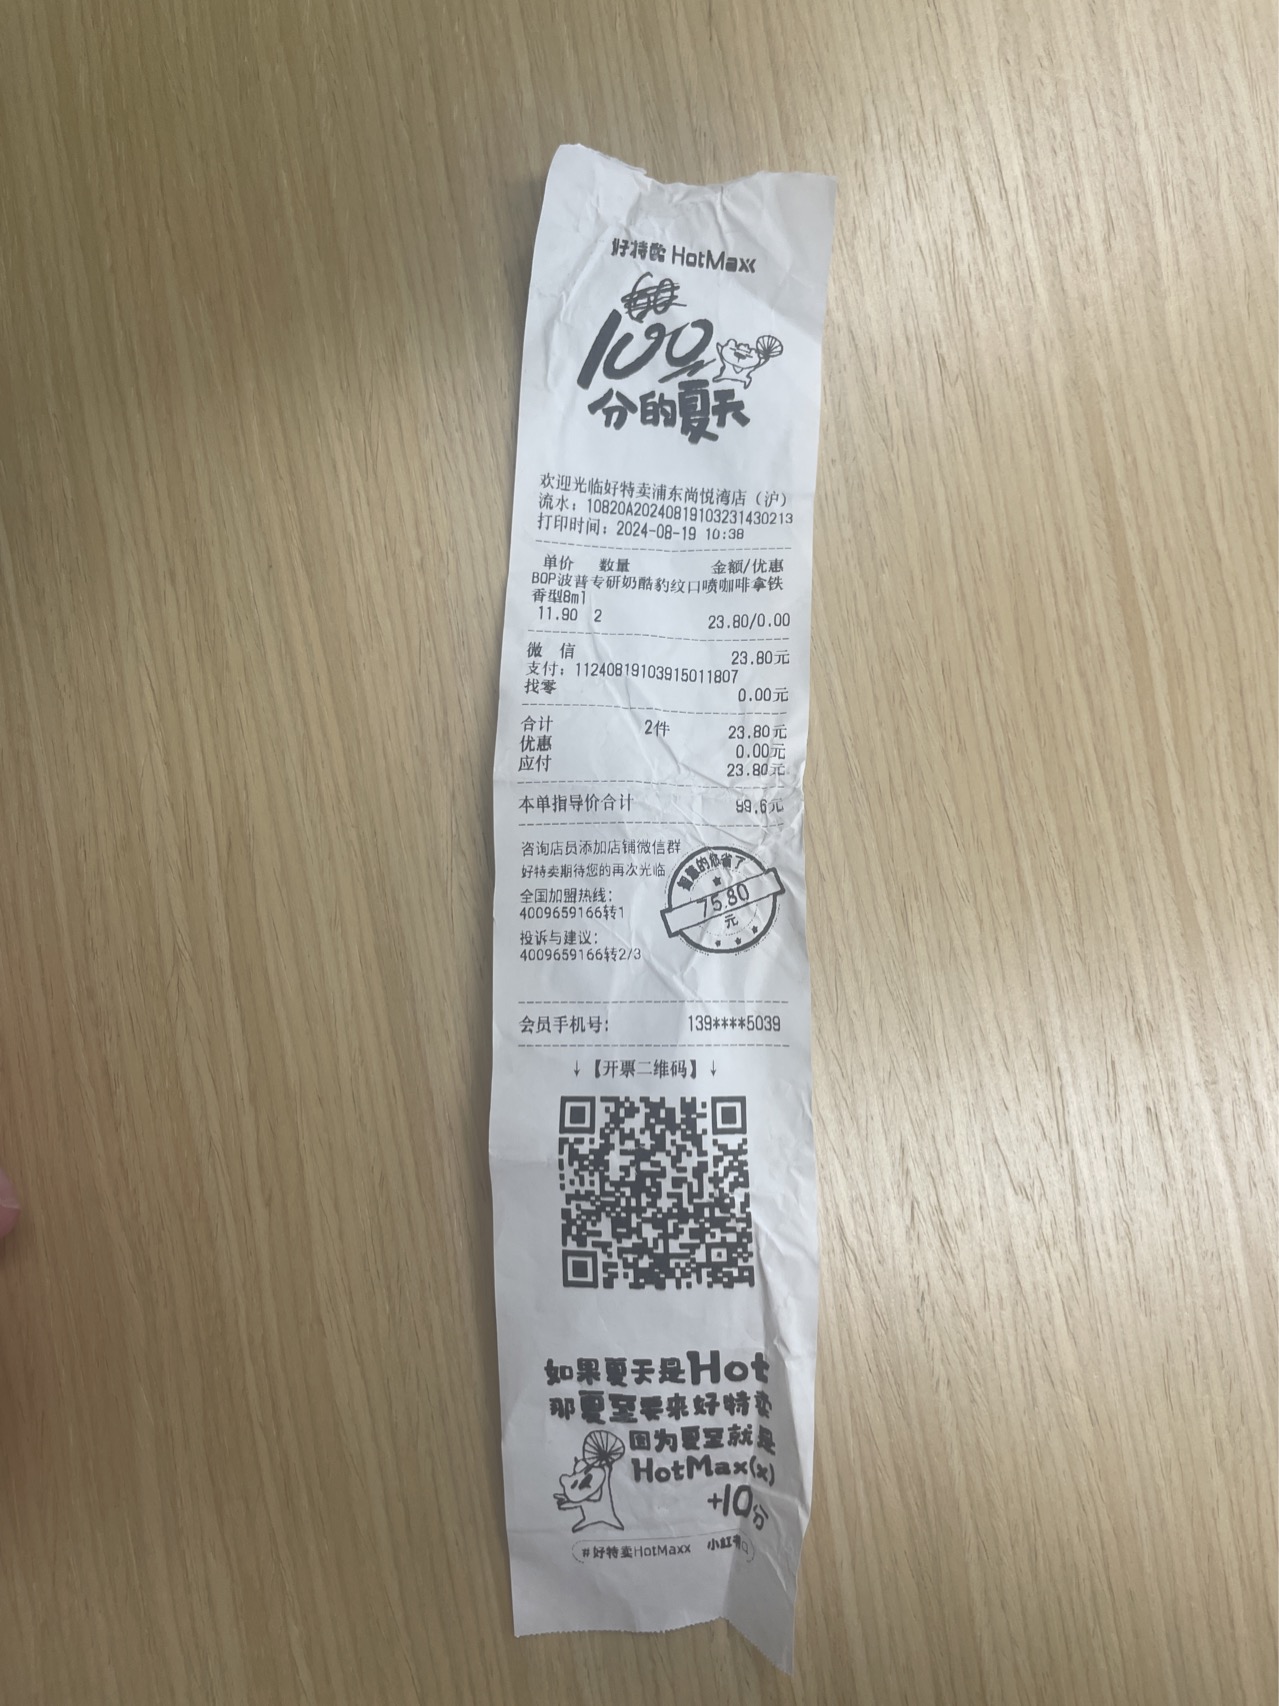 好特卖 HotMaxx
100
分的夏天
欢迎光临好特卖浦东尚悦湾店（沪）
流水：10820A20240819103231430213
打印时间：2024-08-19 10:38
单价 数量 金额/优惠
BOP波普专研奶酷豹纹口喷咖啡拿铁
香型8ml
11.90 2 23.80/0.00
微 信 23.80元
支付：11240819103915011807
找零 0.00元
合计 2件 23.80元
优惠 0.00元
应付 23.80元
本单指导价合计 99.6元
咨询店员添加店铺微信群
好特卖期待您的再次光临
全国加盟热线：
4009659166转1
投诉与建议：
4009659166转2/3
的您省了
75.80
元
会员手机号： 139****5039
↓【开票二维码】↓
如果夏天是Hot
那夏至要来好特卖
因为夏至就是
HotMax(x)
+10分
#好特卖HotMaxx 小红书